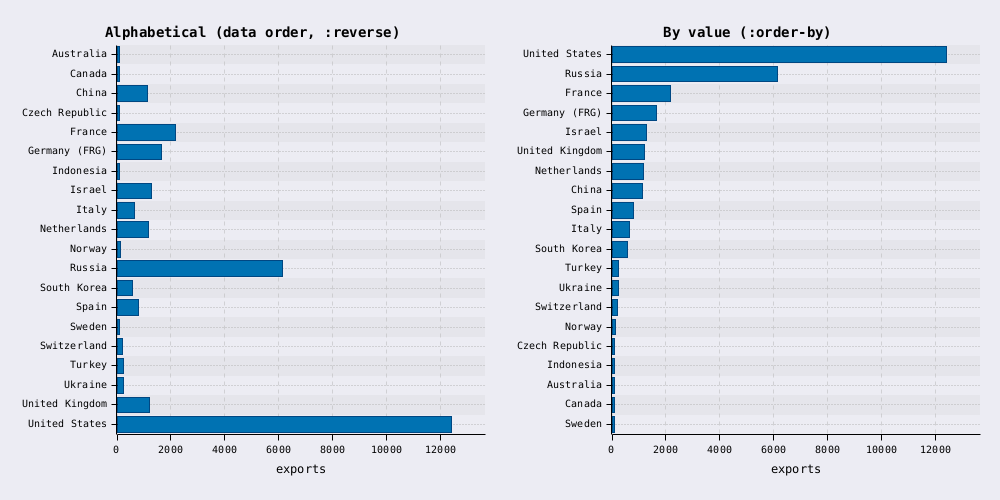 Alphabetical (data order, :reverse)
Australia
Canada
China
Czech Republic
France
Germany (FRG)
Indonesia
Israel
Italy
Netherlands
Norway
Russia
South Korea
Spain
Sweden
Switzerland
Turkey
Ukraine
United Kingdom
United States
0 2000 4000 6000 8000 10000 12000
exports
By value (:order-by)
United States
Russia
France
Germany (FRG)
Israel
United Kingdom
Netherlands
China
Spain
Italy
South Korea
Turkey
Ukraine
Switzerland
Norway
Czech Republic
Indonesia
Australia
Canada
Sweden
0 2000 4000 6000 8000 10000 12000
exports